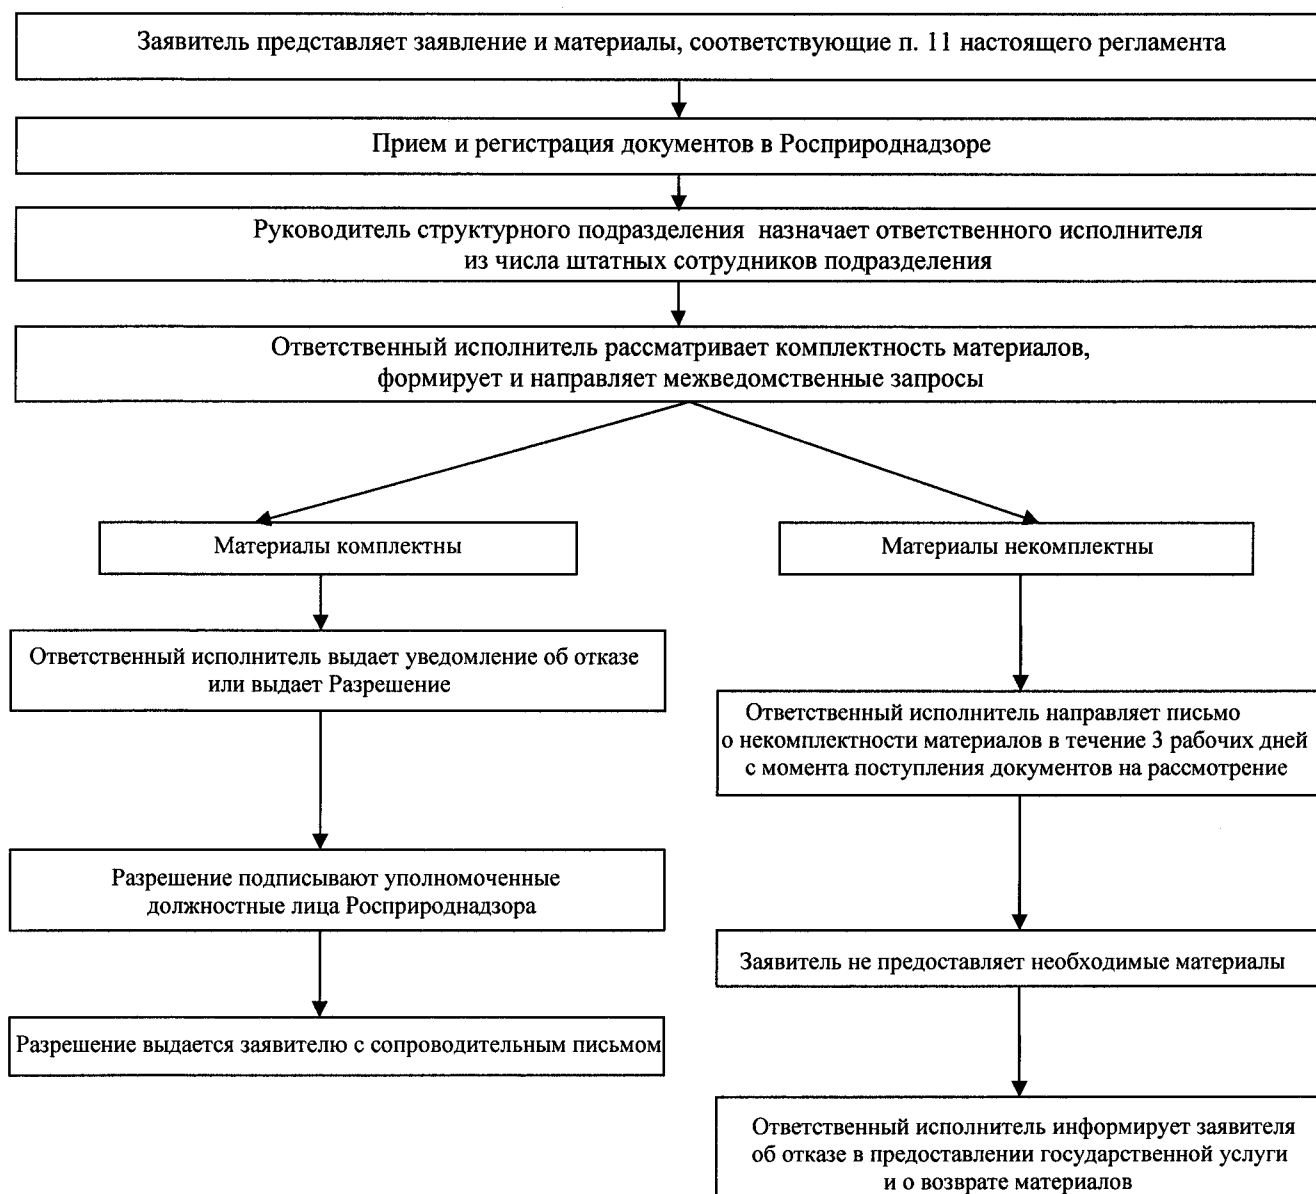 Заявитель представляет заявление и материалы, соответствующие п. 11 настоящего регламента
Прием и регистрация документов в Росприроднадзоре
Руководитель структурного подразделения назначает ответственного исполнителя
из числа штатных сотрудников подразделения
Ответственный исполнитель рассматривает комплектность материалов,
формирует и направляет межведомственные запросы
Материалы комплектны
Ответственный исполнитель выдает уведомление об отказе
или выдает Разрешение
Разрешение подписывают уполномоченные
должностные лица Росприроднадзора
Разрешение выдается заявителю с сопроводительным письмом
Материалы некомплектны
Ответственный исполнитель направляет письмо
о некомплектности материалов в течение 3 рабочих дней
с момента поступления документов на рассмотрение
Заявитель не предоставляет необходимые материалы
Ответственный исполнитель информирует заявителя
об отказе в предоставлении государственной услуги
и о возврате материалов